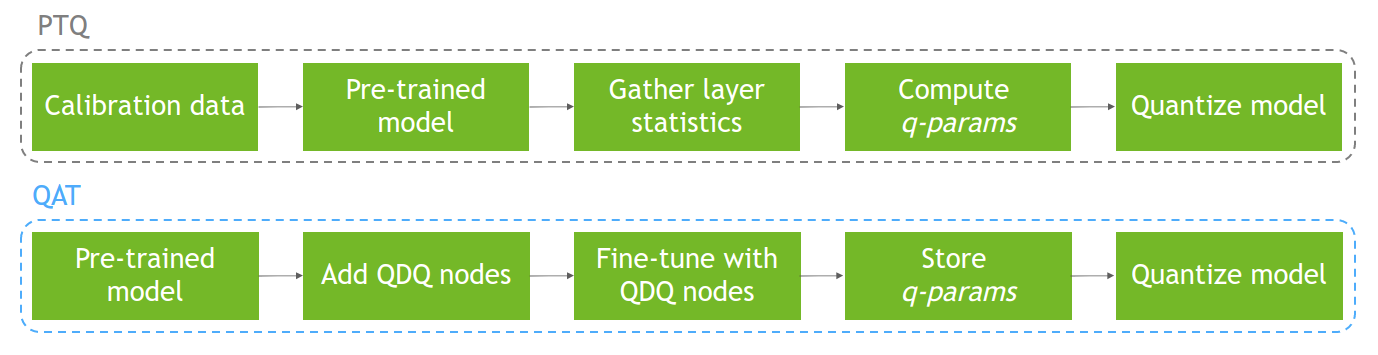 PTQ
Calibration data
Pre-trained
model
Gather layer
statistics
Compute
q-params
Quantize model
QAT
Pre-trained
model
Add QDQ nodes
Fine-tune with
QDQ nodes
Store
q-params
Quantize model